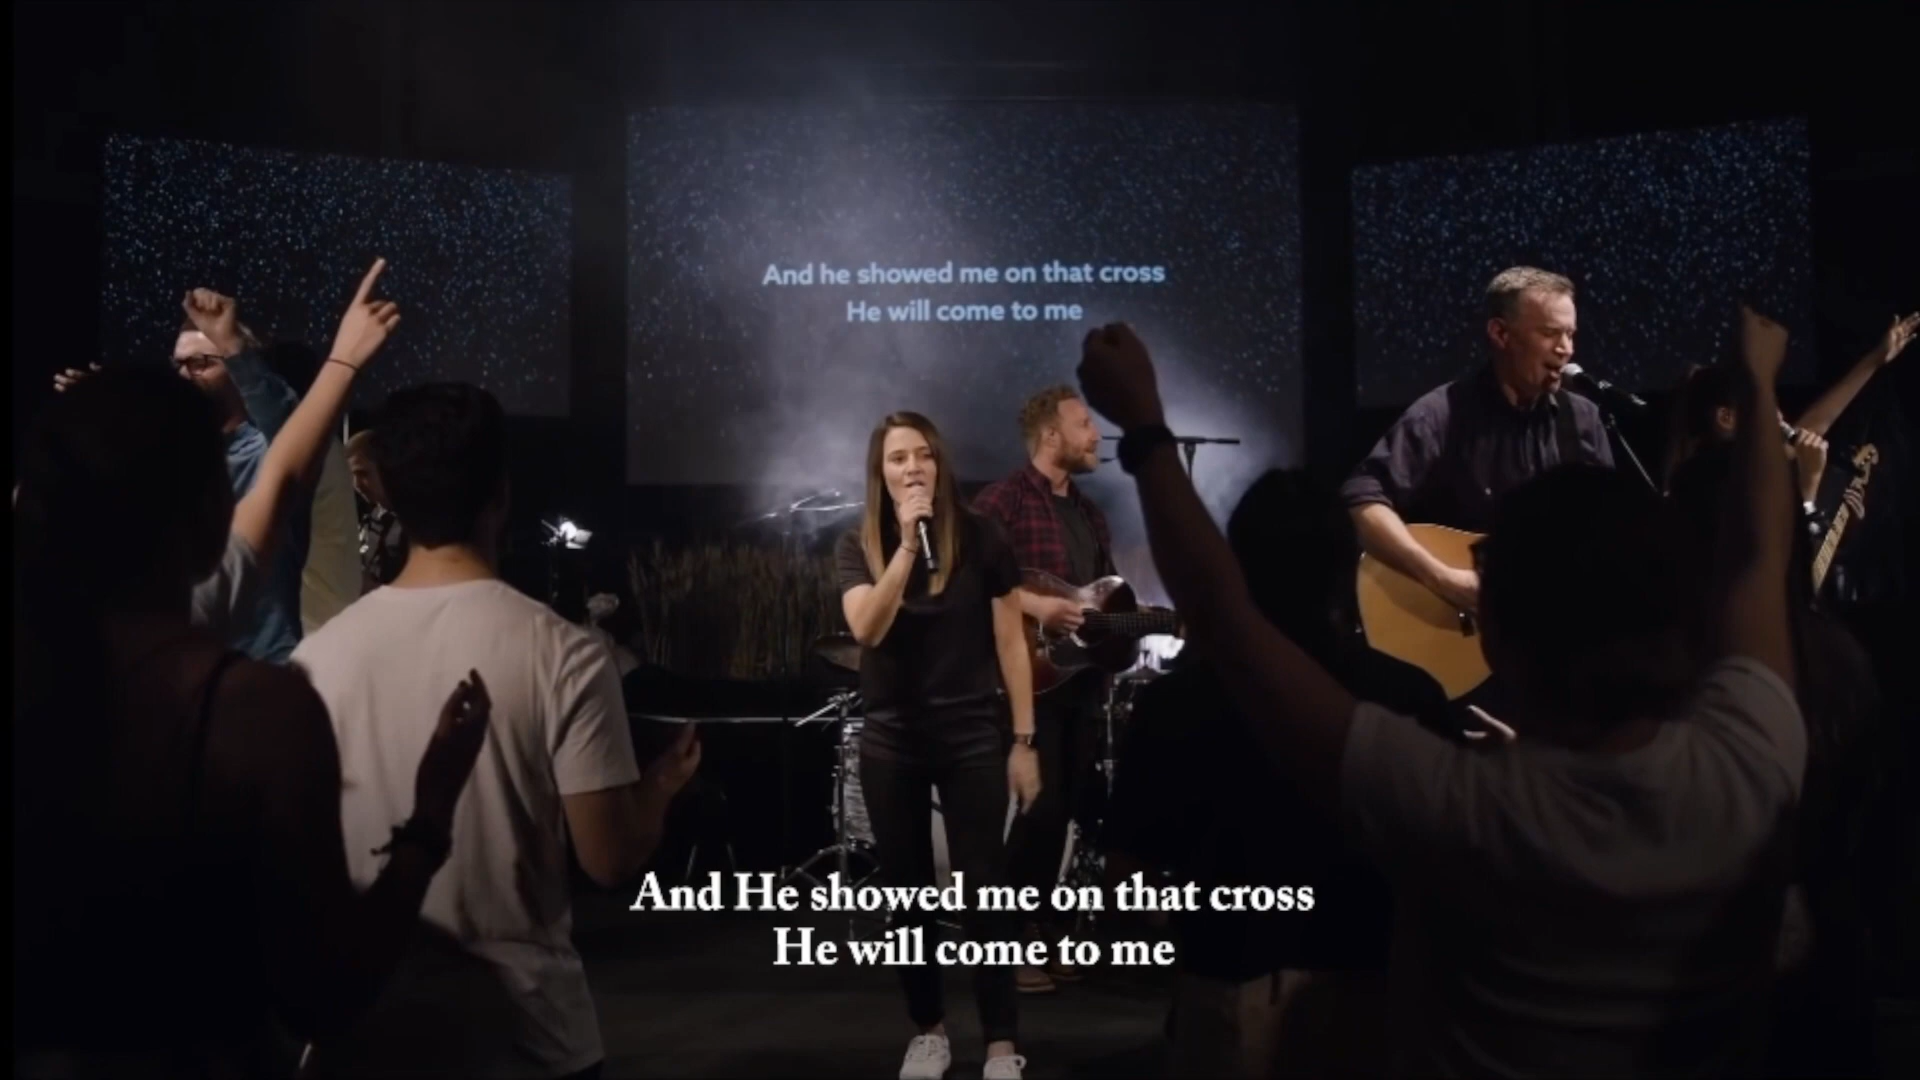 And he showed me on that cross
He will come to me
And He showed me on that cross
He will come to me